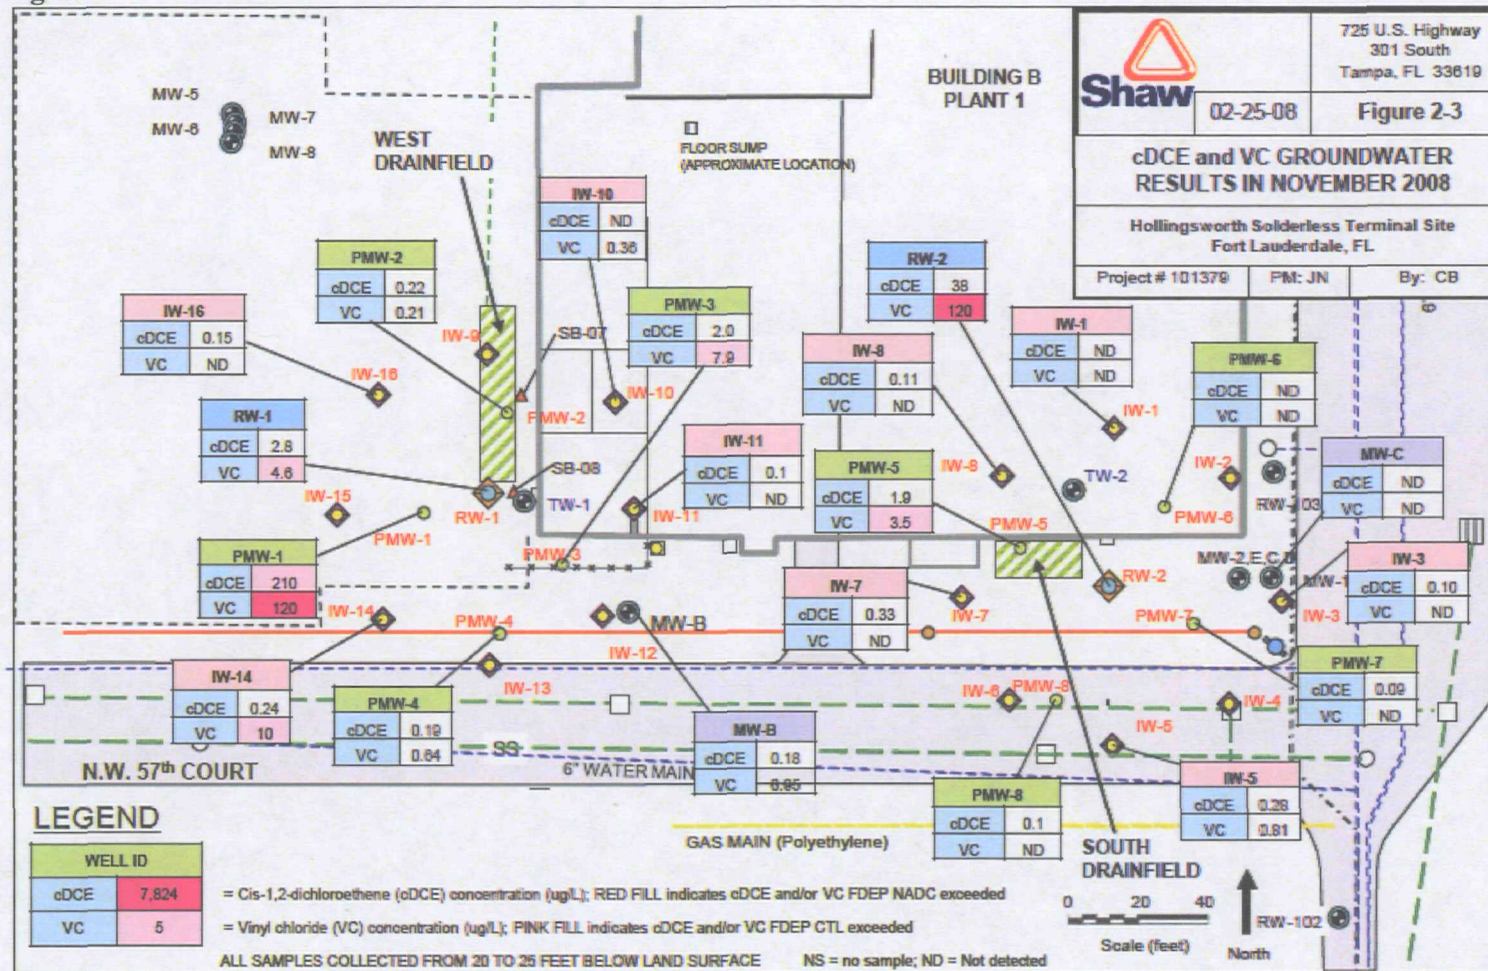 Shaw
725 U.S. Highway
301 South
Tampa, FL 33619
02-25-08
Figure 2-3
cDCE and VC GROUNDWATER
RESULTS IN NOVEMBER 2008
Hollingsworth Solderless Terminal Site
Fort Lauderdale, FL
Project # 101379
PM: JN
By: CB
MW-5
MW-6
MW-7
MW-8
WEST
DRAINFIELD
FLOOR SUMP
(APPROXIMATE LOCATION)
BUILDING B
PLANT 1
IW-10
cDCE ND
VC 0.36
PMW-2
cDCE 0.22
VC 0.21
RW-2
cDCE 38
VC 120
PMW-3
cDCE 2.0
VC 7.9
IW-16
cDCE 0.15
VC ND
IW-1
cDCE ND
VC ND
IW-8
cDCE 0.11
VC ND
PMW-6
cDCE ND
VC ND
IW-9
SB-07
IW-16
IW-10
PMW-2
IW-1
RW-1
cDCE 2.8
VC 4.6
IW-11
cDCE 0.1
VC ND
PMW-5
cDCE 1.9
VC 3.5
MW-C
cDCE ND
VC ND
SB-08
IW-8
TW-2
IW-2
IW-15
RW-1
TW-1
IW-11
PMW-6
RW- 03
PMW-1
PMW-3
PMW-5
PMW-1
cDCE 210
VC 120
MW-2,E,C,D
MW-1
IW-3
cDCE 0.10
VC ND
IW-7
cDCE 0.33
VC ND
RW-2
IW-14
PMW-4
MW-B
IW-7
PMW-7
IW-3
IW-12
IW-13
IW-14
cDCE 0.24
VC 10
PMW-4
cDCE 0.19
VC 0.64
PMW-7
cDCE 0.09
VC ND
IW-6
PMW-8
IW-4
IW-5
MW-B
cDCE 0.18
VC 0.95
SS
N.W. 57th COURT
6" WATER MAIN
6"
IW-5
cDCE 0.28
VC 0.81
PMW-8
cDCE 0.1
VC ND
GAS MAIN (Polyethylene)
SOUTH
DRAINFIELD
LEGEND
WELL ID
cDCE 7,824
VC 5
= Cis-1,2-dichloroethene (cDCE) concentration (ug/L); RED FILL indicates cDCE and/or VC FDEP NADC exceeded
= Vinyl chloride (VC) concentration (ug/L); PINK FILL indicates cDCE and/or VC FDEP CTL exceeded
ALL SAMPLES COLLECTED FROM 20 TO 25 FEET BELOW LAND SURFACE
NS = no sample; ND = Not detected
0 20 40
Scale (feet)
North
RW-102